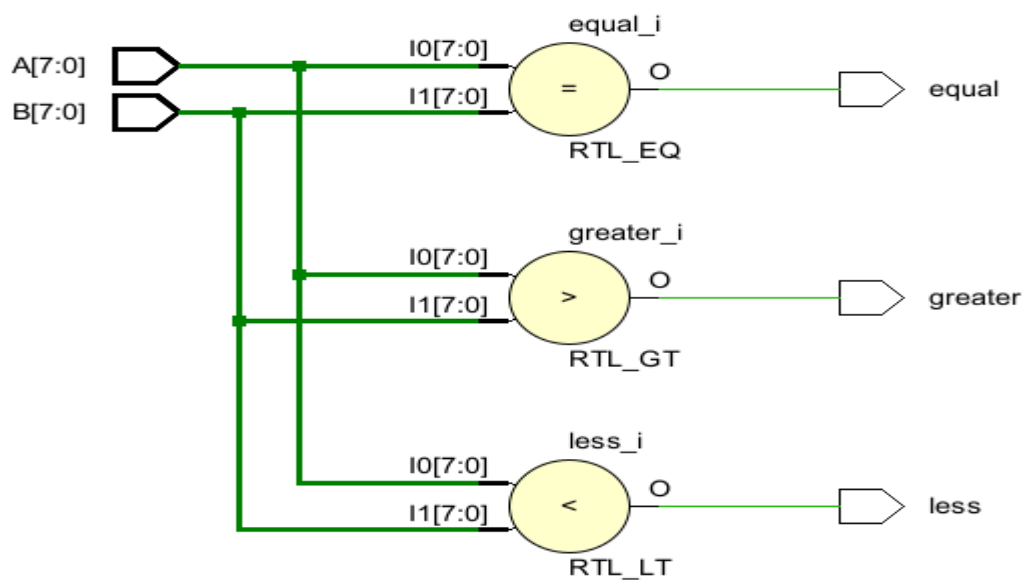 equal_i
A[7:0]
I0[7:0]
=
O
equal
B[7:0]
I1[7:0]
RTL_EQ
greater_i
I0[7:0]
>
O
greater
I1[7:0]
RTL_GT
less_i
I0[7:0]
<
O
less
I1[7:0]
RTL_LT